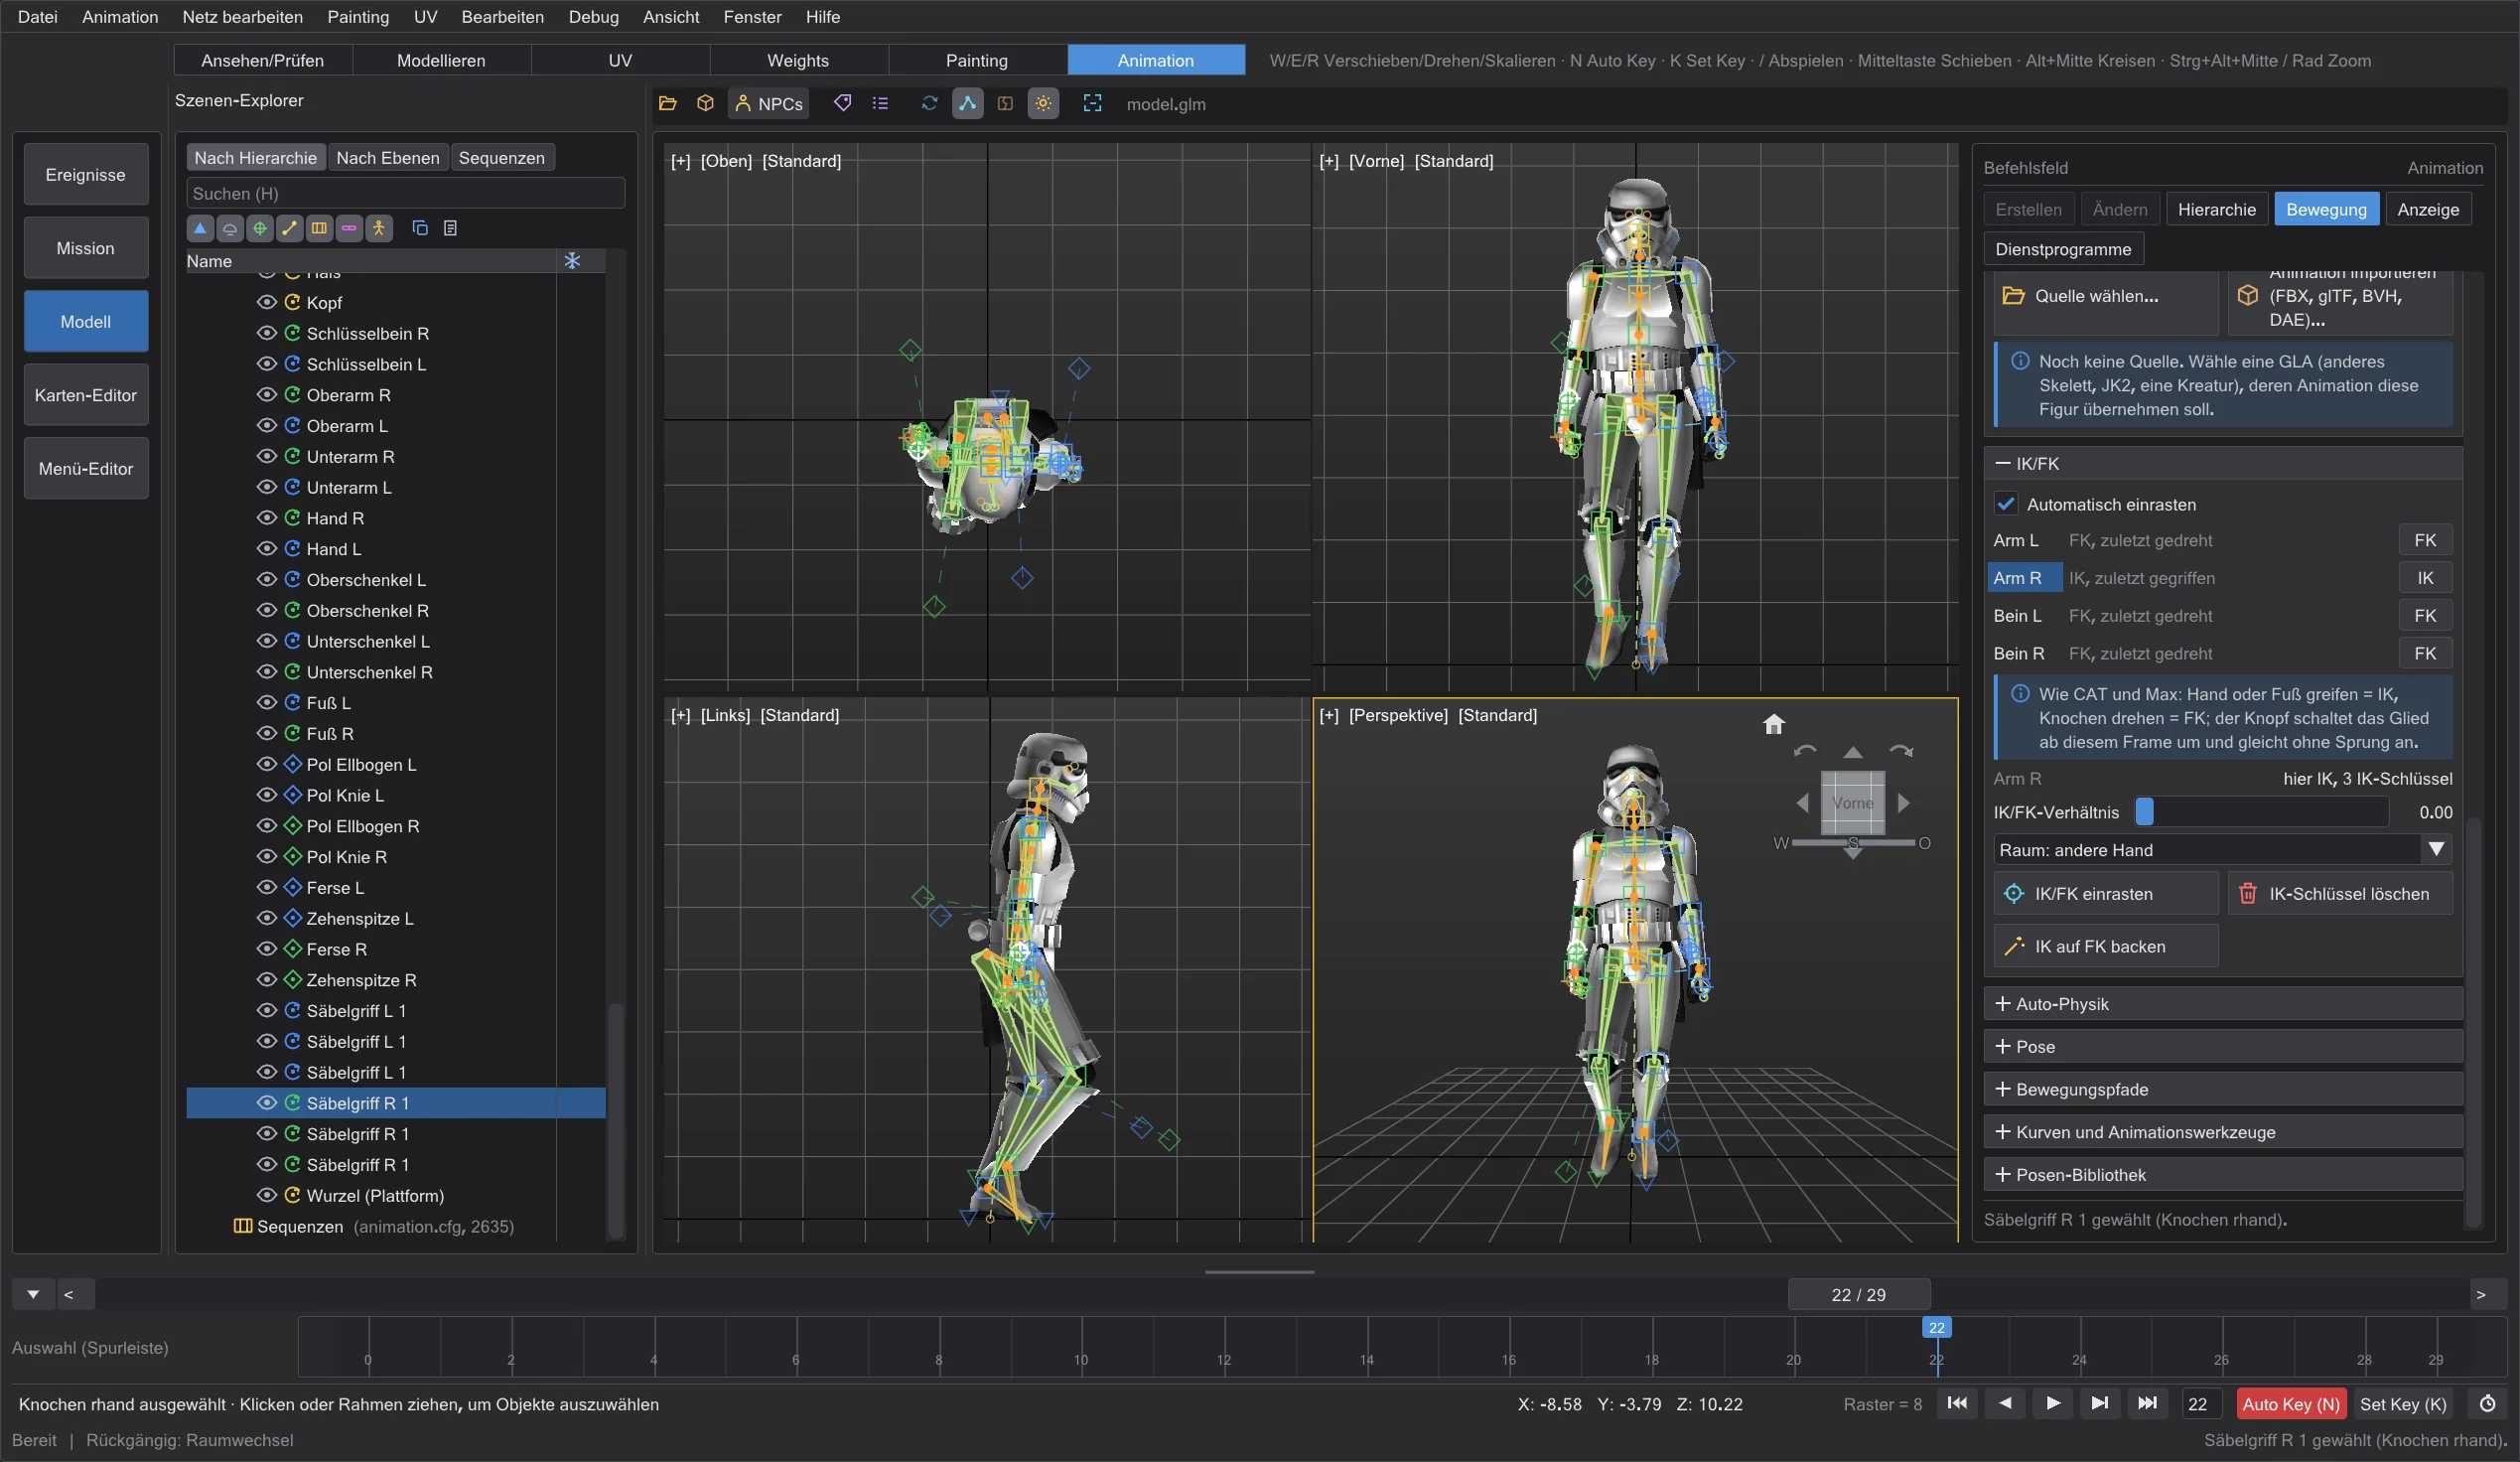 Datei Animation Netz bearbeiten Painting UV Bearbeiten Sequenzen Debug Ansicht Fenster Hilfe
Ansehen/Prüfen Modellieren UV Weights Painting Animation W/E/R Verschieben/Drehen/Skalieren · N Auto Key · K Set Key · / Abspielen · Mitteltaste Schieben · Alt+Mitte Kreisen · Strg+Alt+Mitte / Rad Zoom
Szenen-Explorer
NPCs model.glm
Ereignisse
Mission
Modell
Karten-Editor
Menü-Editor
Nach Hierarchie Nach Ebenen Sequenzen
Suchen (H)
Name
Hals
Kopf
Schlüsselbein R
Schlüsselbein L
Oberarm R
Oberarm L
Unterarm R
Unterarm L
Hand R
Hand L
Oberschenkel L
Oberschenkel R
Unterschenkel L
Unterschenkel R
Fuß L
Fuß R
Pol Ellbogen L
Pol Knie L
Pol Ellbogen R
Pol Knie R
Ferse L
Zehenspitze L
Ferse R
Zehenspitze R
Säbelgriff L 1
Säbelgriff L 1
Säbelgriff L 1
Säbelgriff R 1
Säbelgriff R 1
Säbelgriff R 1
Wurzel (Plattform)
Sequenzen (animation.cfg, 2635)
[+] [Oben] [Standard]
[+] [Vorne] [Standard]
[+] [Links] [Standard]
[+] [Perspektive] [Standard]
Vorne
W S O
Befehlsfeld Animation
Erstellen Ändern Hierarchie Bewegung Anzeige
Dienstprogramme
Quelle wählen...
Animation importieren
(FBX, glTF, BVH,
DAE)...
Noch keine Quelle. Wähle eine GLA (anderes
Skelett, JK2, eine Kreatur), deren Animation diese
Figur übernehmen soll.
IK/FK
Automatisch einrasten
Arm L FK, zuletzt gedreht FK
Arm R IK, zuletzt gegriffen IK
Bein L FK, zuletzt gedreht FK
Bein R FK, zuletzt gedreht FK
Wie CAT und Max: Hand oder Fuß greifen = IK,
Knochen drehen = FK; der Knopf schaltet das Glied
ab diesem Frame um und gleicht ohne Sprung an.
Arm R hier IK, 3 IK-Schlüssel
IK/FK-Verhältnis 0.00
Raum: andere Hand
IK/FK einrasten IK-Schlüssel löschen
IK auf FK backen
+ Auto-Physik
+ Pose
+ Bewegungspfade
+ Kurven und Animationswerkzeuge
+ Posen-Bibliothek
Säbelgriff R 1 gewählt (Knochen rhand).
< 22 / 29 >
Auswahl (Spurleiste)
22
0 2 4 6 8 10 12 14 16 18 20 22 24 26 28 29
Knochen rhand ausgewählt · Klicken oder Rahmen ziehen, um Objekte auszuwählen X: -8.58 Y: -3.79 Z: 10.22 Raster = 8 22 Auto Key (N) Set Key (K)
Bereit | Rückgängig: Raumwechsel Säbelgriff R 1 gewählt (Knochen rhand).